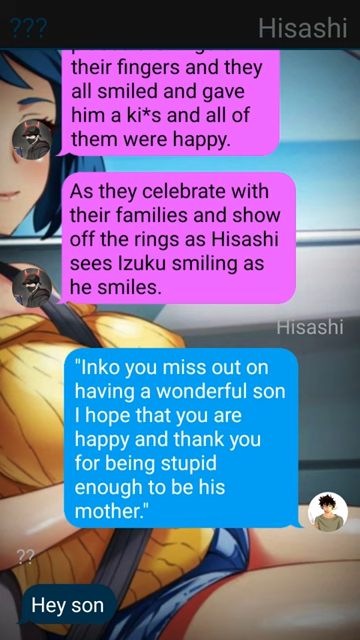 ???
Hisashi
their fingers and they
all smiled and gave
him a ki*s and all of
them were happy.
As they celebrate with
their families and show
off the rings as Hisashi
sees Izuku smiling as
he smiles.
Hisashi
"Inko you miss out on
having a wonderful son
I hope that you are
happy and thank you
for being stupid
enough to be his
mother."
??
Hey son